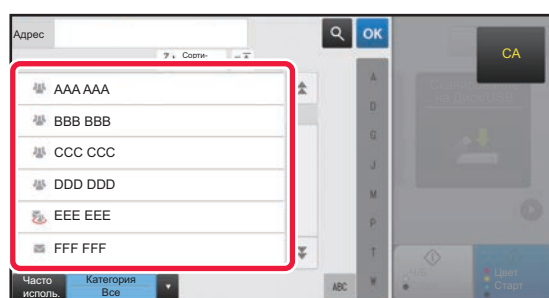 Адрес
OK
CA
Сорти-
AAA AAA
BBB BBB
CCC CCC
DDD DDD
EEE EEE
FFF FFF
A
D
G
J
M
P
T
W
Часто
исполь.
Категория
Все
ABC
Ч/Б
Старт
Цвет
Старт